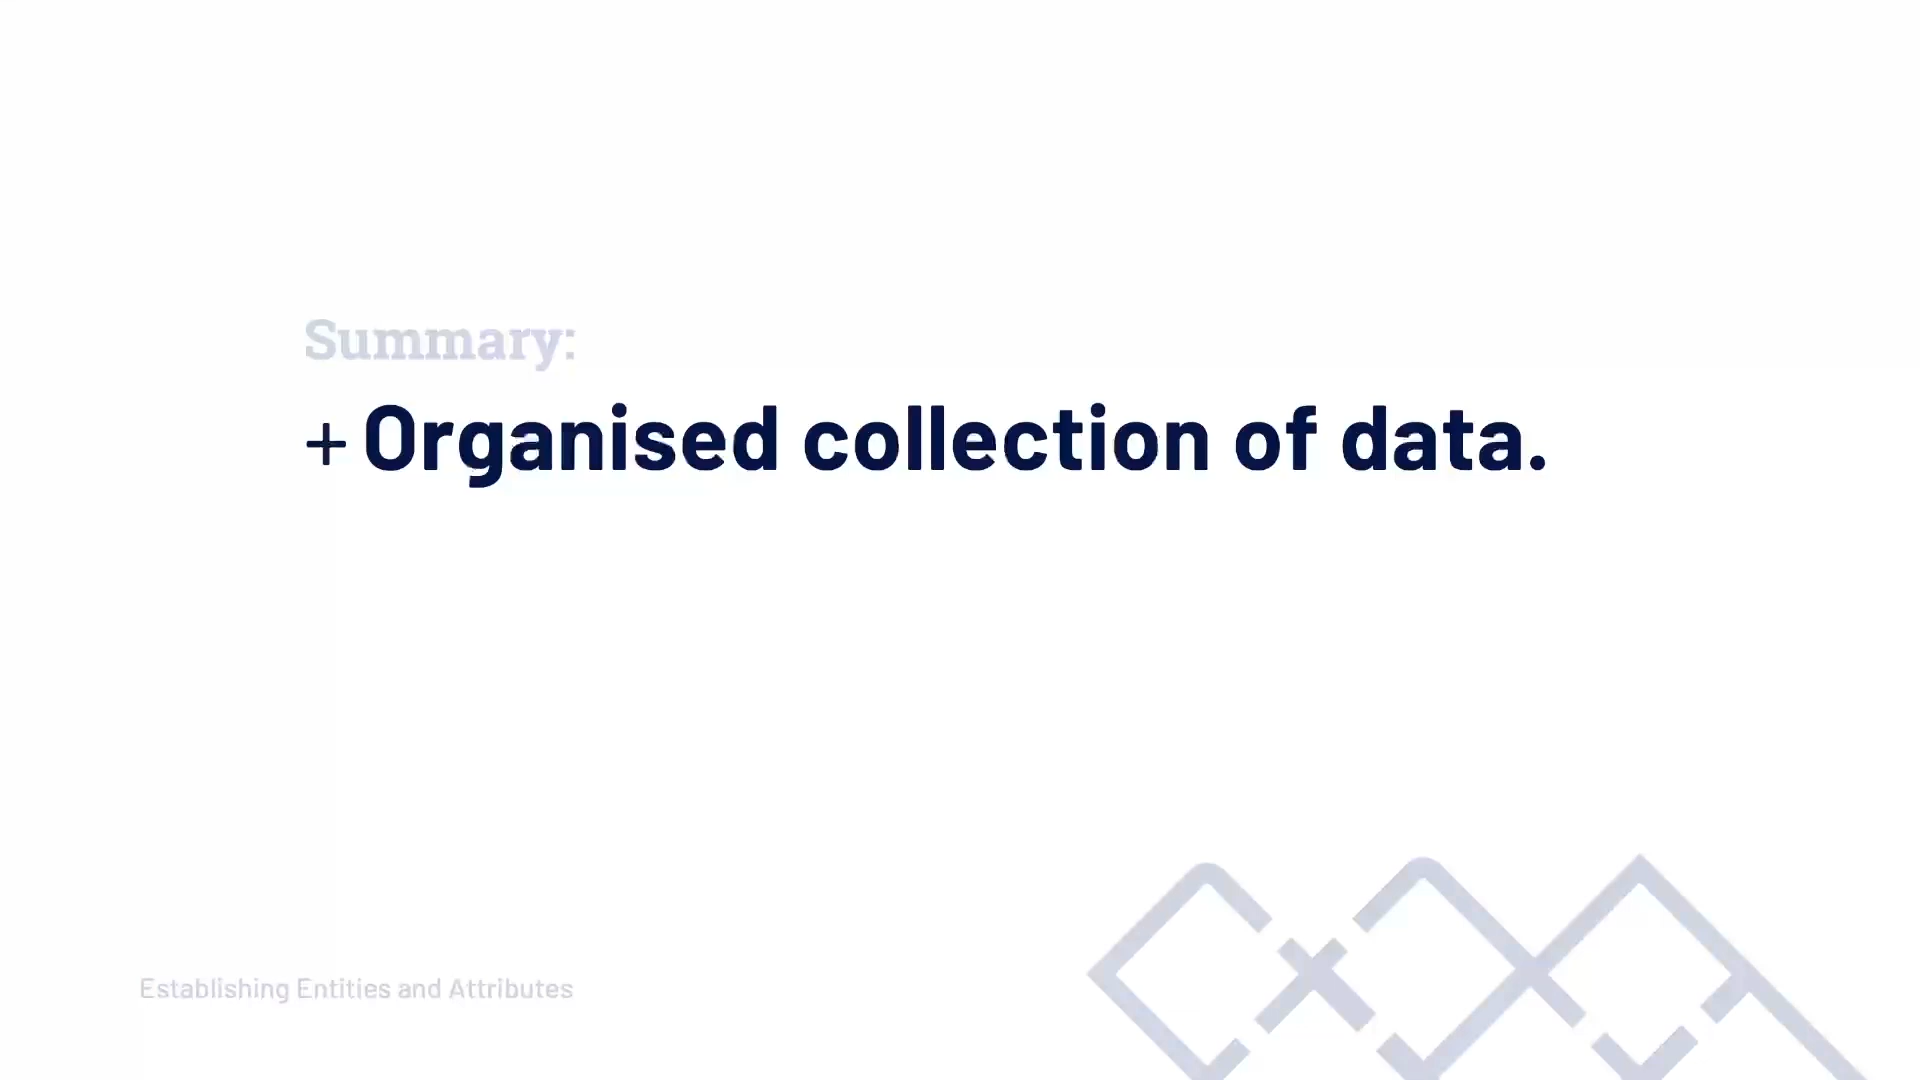 Summary:
+ Organised collection of data.
Establishing Entities and Attributes